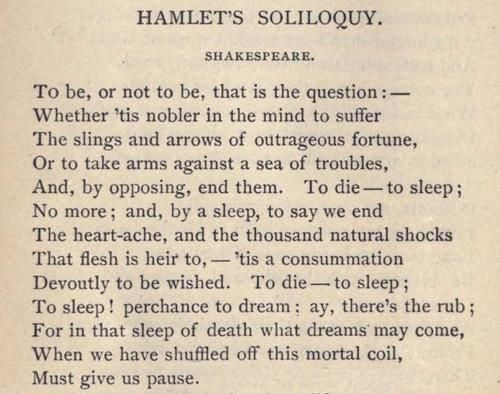 HAMLET'S SOLILOQUY.
SHAKESPEARE.
To be, or not to be, that is the question: —
Whether 'tis nobler in the mind to suffer
The slings and arrows of outrageous fortune,
Or to take arms against a sea of troubles,
And, by opposing, end them. To die — to sleep;
No more; and, by a sleep, to say we end
The heart-ache, and the thousand natural shocks
That flesh is heir to, — 'tis a consummation
Devoutly to be wished. To die — to sleep;
To sleep! perchance to dream: ay, there's the rub;
For in that sleep of death what dreams may come,
When we have shuffled off this mortal coil,
Must give us pause.